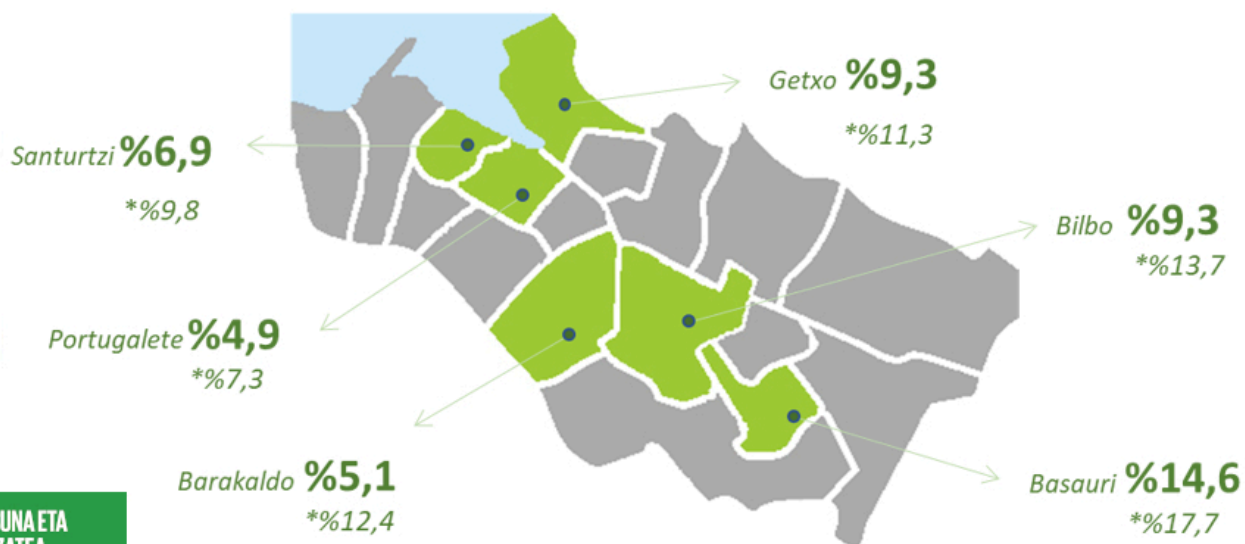 Getxo %9,3
*%11,3
Santurtzi %6,9
*%9,8
Bilbo %9,3
*%13,7
Portugalete %4,9
*%7,3
Barakaldo %5,1
*%12,4
Basauri %14,6
*%17,7
UNA ETA